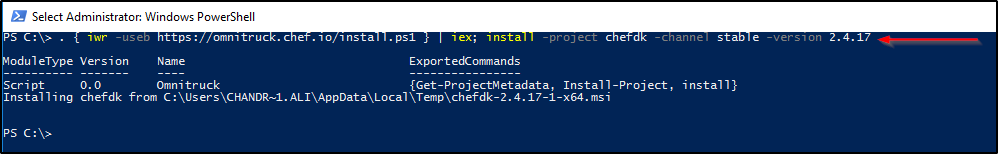 Select Administrator: Windows PowerShell
PS C:\> . { iwr -useb https://omnitruck.chef.io/install.ps1 } | iex; install -project chefdk -channel stable -version 2.4.17
ModuleType Version    Name                                ExportedCommands
---------- -------    ----                                ----------------
Script     0.0        Omnitruck                           {Get-ProjectMetadata, Install-Project, install}
Installing chefdk from C:\Users\CHANDR~1.ALI\AppData\Local\Temp\chefdk-2.4.17-1-x64.msi
PS C:\>